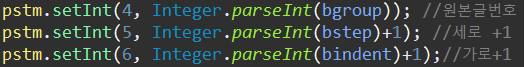 pstm.setInt(4, Integer.parseInt(bgroup)); //원본글번호
pstm.setInt(5, Integer.parseInt(bstep)+1); //세로 +1
pstm.setInt(6, Integer.parseInt(bindent)+1);//가로+1